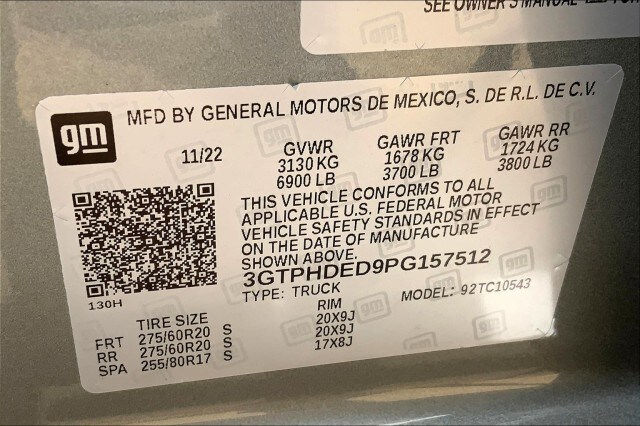 SEE OWNER'S MANUAL
gm
MFD BY GENERAL MOTORS DE MEXICO, S. DE R.L. DE C.V.
11/22 GVWR GAWR FRT GAWR RR
3130 KG 1678 KG 1724 KG
6900 LB 3700 LB 3800 LB
THIS VEHICLE CONFORMS TO ALL
APPLICABLE U.S. FEDERAL MOTOR
VEHICLE SAFETY STANDARDS IN EFFECT
ON THE DATE OF MANUFACTURE
SHOWN ABOVE.
3GTPHDED9PG157512
130H TYPE: TRUCK MODEL: 92TC10543
TIRE SIZE RIM
FRT 275/60R20 S 20X9J
RR 275/60R20 S 20X9J
SPA 255/80R17 S 17X8J